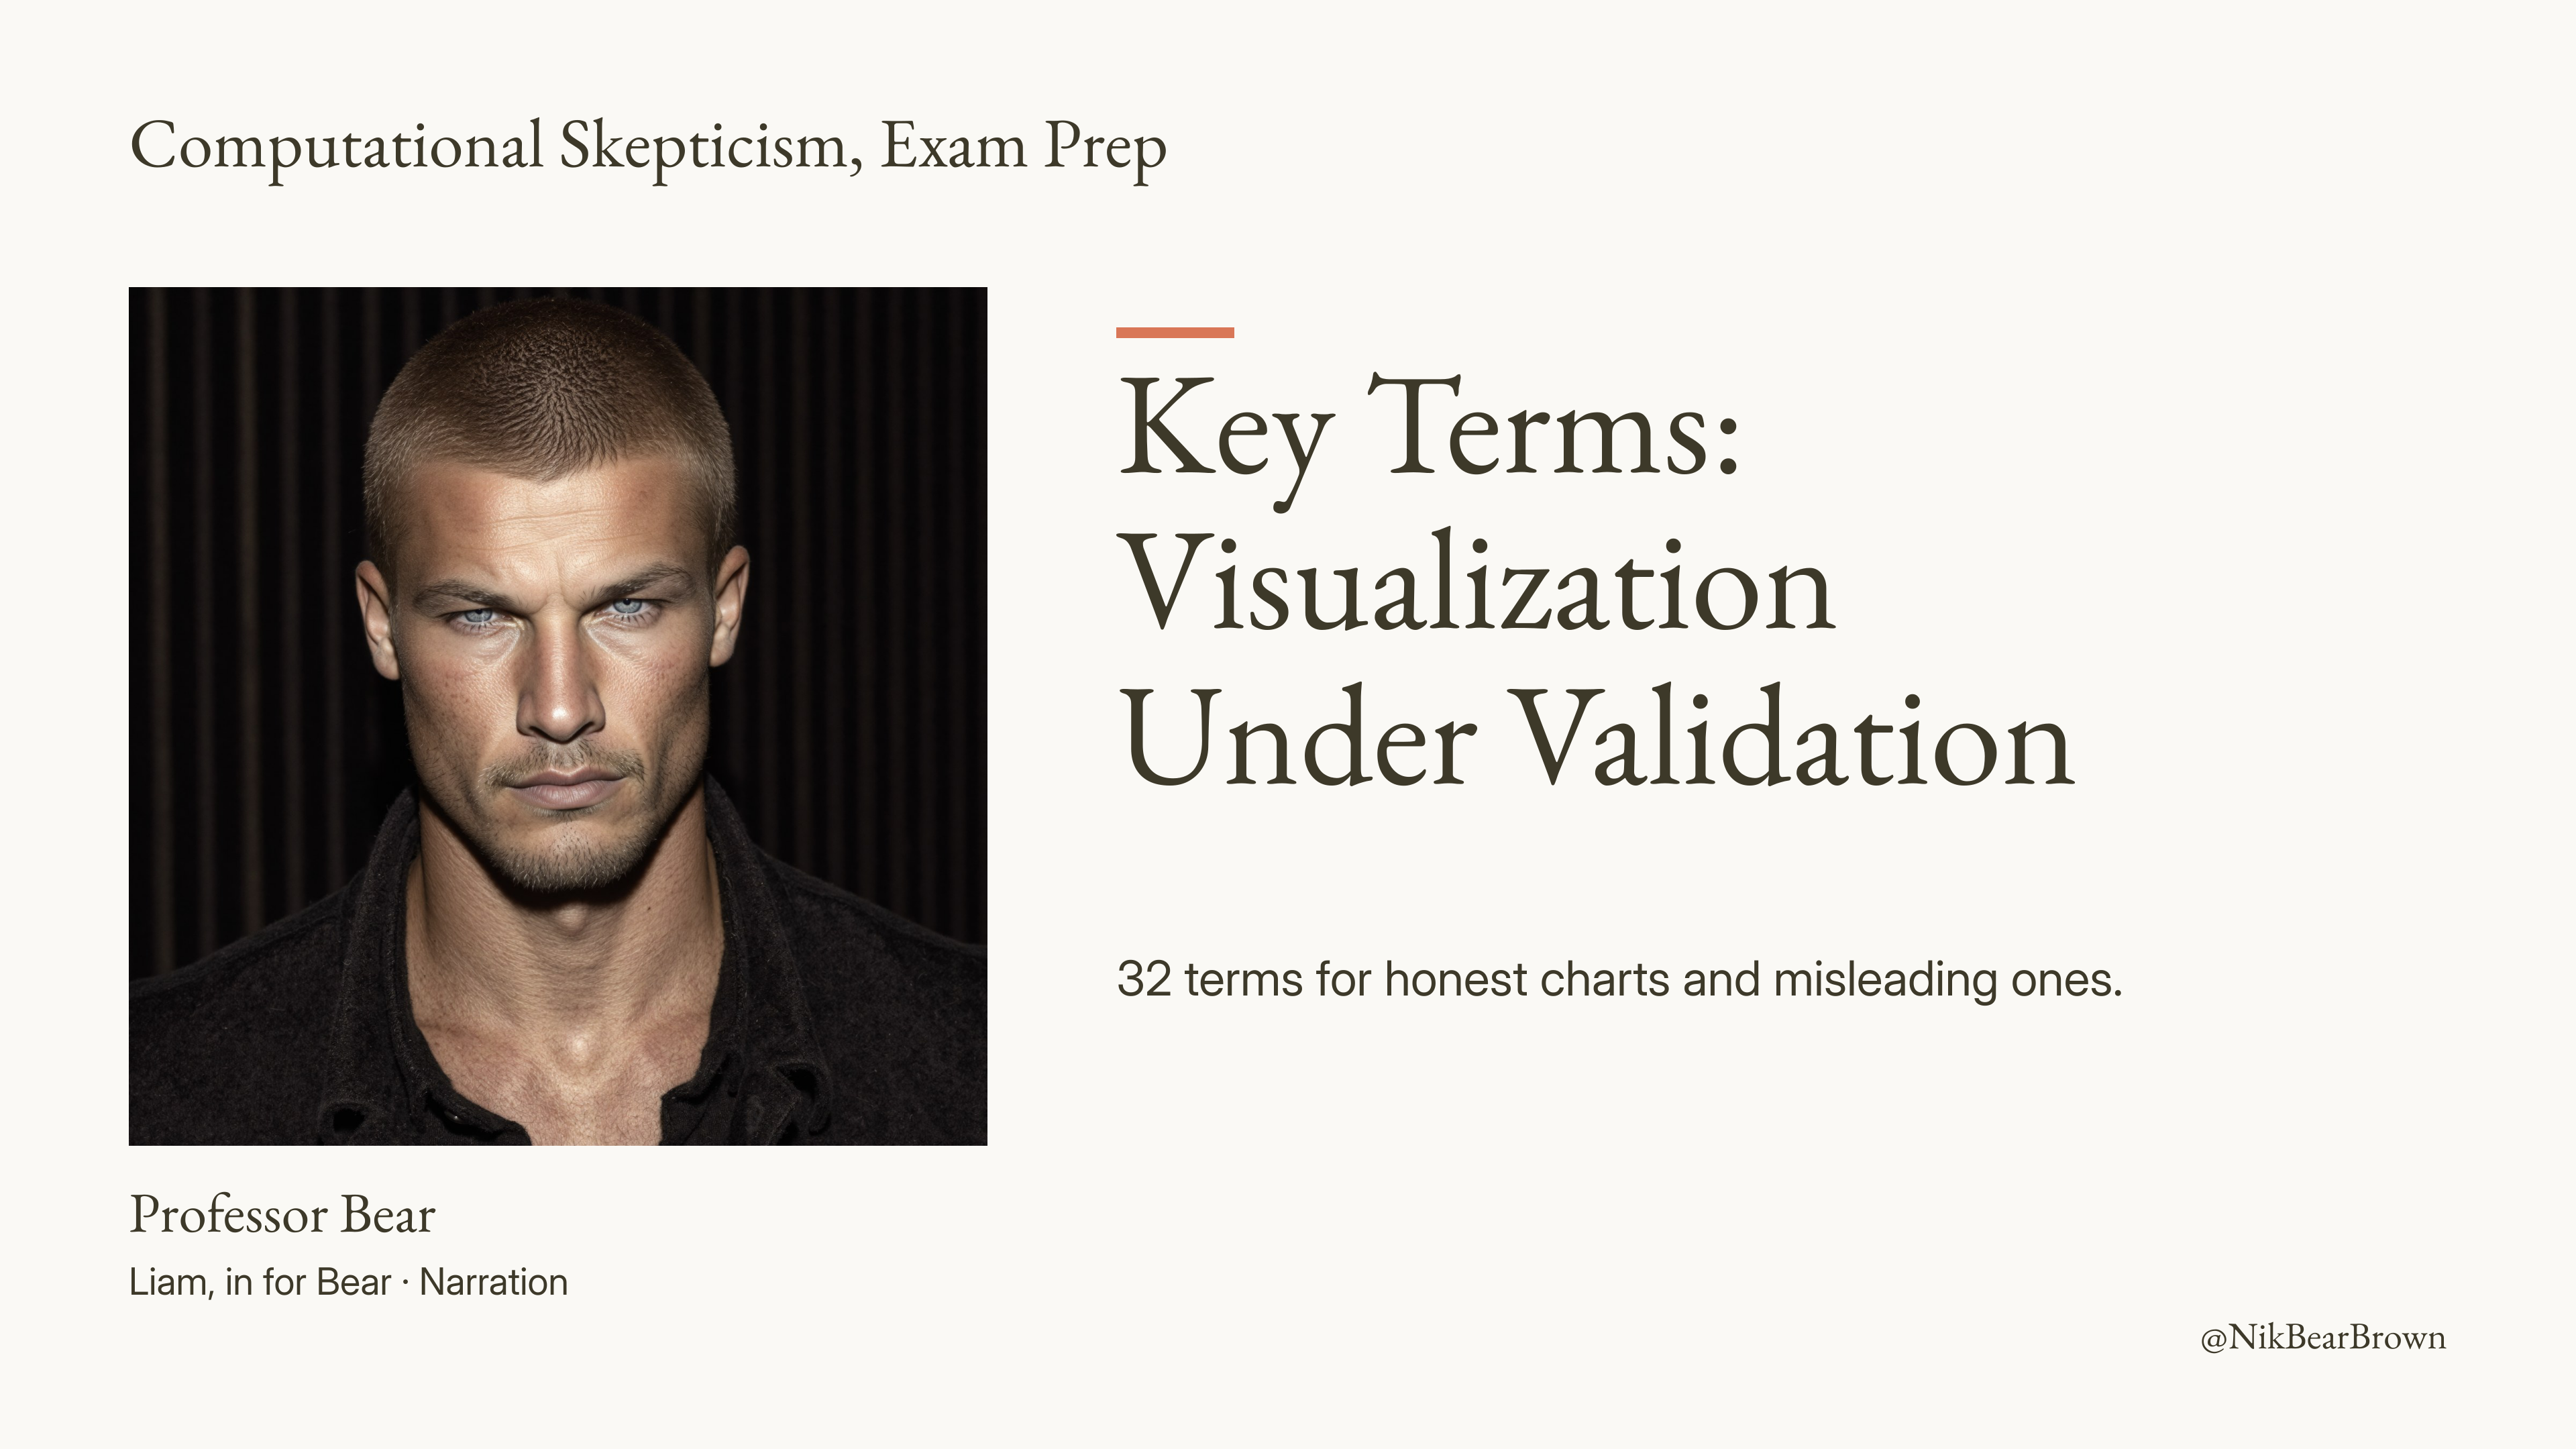 Computational Skepticism, Exam Prep
Key Terms:
Visualization
Under Validation
32 terms for honest charts and misleading ones.
Professor Bear
Liam, in for Bear · Narration
@NikBearBrown